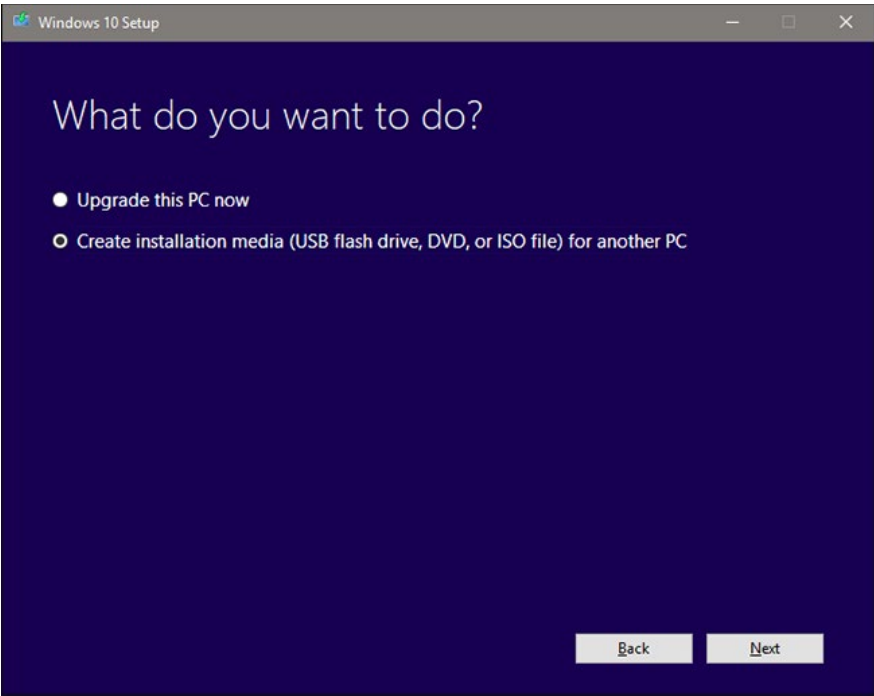 Windows 10 Setup
What do you want to do?
Upgrade this PC now
Create installation media (USB flash drive, DVD, or ISO file) for another PC
Back
Next